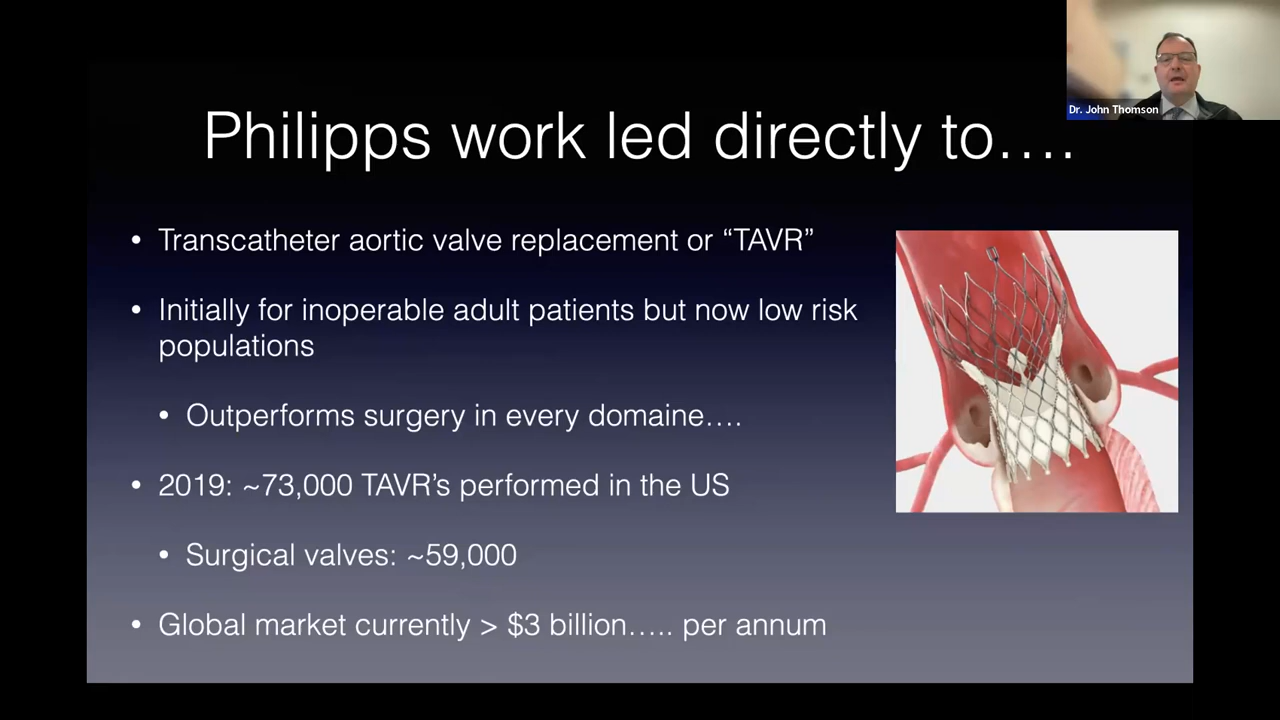 Dr. John Thomson
Philipps work led directly to….
• Transcatheter aortic valve replacement or “TAVR”
• Initially for inoperable adult patients but now low risk
populations
• Outperforms surgery in every domaine….
• 2019: ~73,000 TAVR’s performed in the US
• Surgical valves: ~59,000
• Global market currently > $3 billion….. per annum